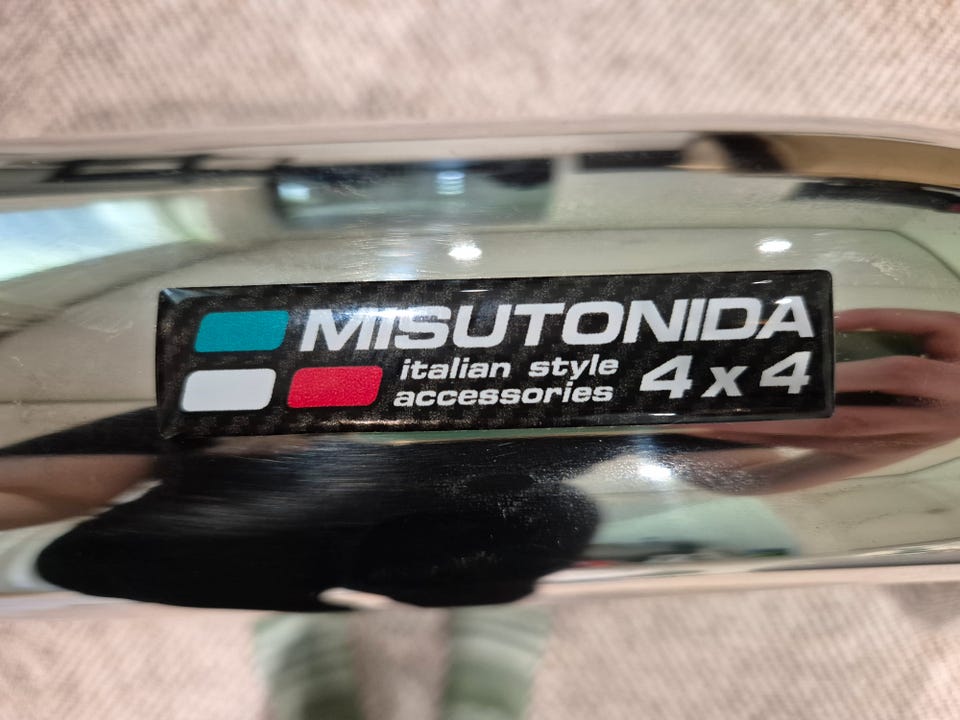 MISUTONIDA
italian style
accessories
4x4